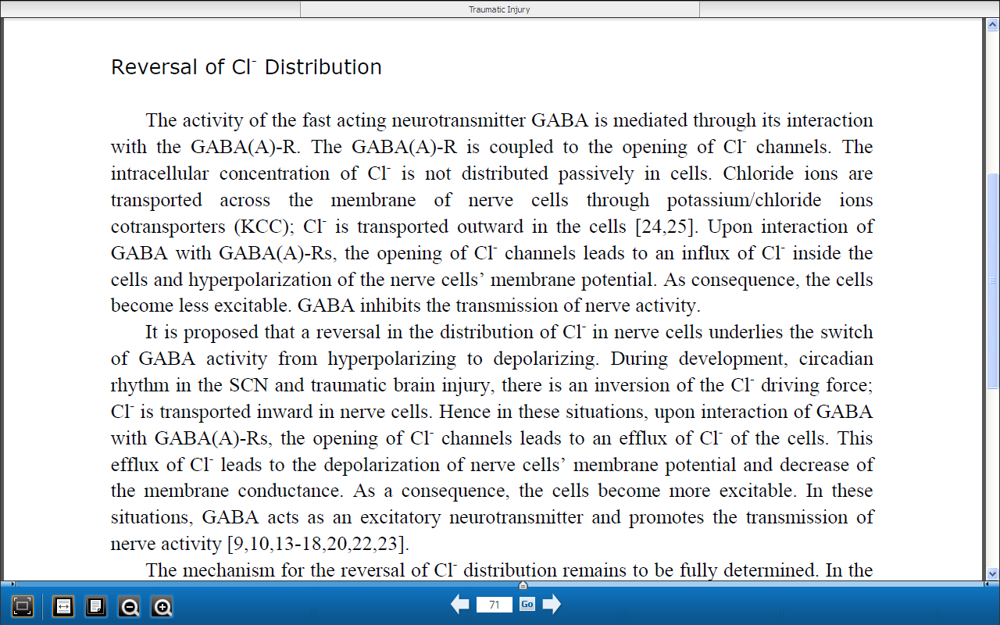 Traumatic Injury
Reversal of Cl⁻ Distribution
The activity of the fast acting neurotransmitter GABA is mediated through its interaction
with the GABA(A)-R. The GABA(A)-R is coupled to the opening of Cl⁻ channels. The
intracellular concentration of Cl⁻ is not distributed passively in cells. Chloride ions are
transported across the membrane of nerve cells through potassium/chloride ions
cotransporters (KCC); Cl⁻ is transported outward in the cells [24,25]. Upon interaction of
GABA with GABA(A)-Rs, the opening of Cl⁻ channels leads to an influx of Cl⁻ inside the
cells and hyperpolarization of the nerve cells’ membrane potential. As consequence, the cells
become less excitable. GABA inhibits the transmission of nerve activity.
It is proposed that a reversal in the distribution of Cl⁻ in nerve cells underlies the switch
of GABA activity from hyperpolarizing to depolarizing. During development, circadian
rhythm in the SCN and traumatic brain injury, there is an inversion of the Cl⁻ driving force;
Cl⁻ is transported inward in nerve cells. Hence in these situations, upon interaction of GABA
with GABA(A)-Rs, the opening of Cl⁻ channels leads to an efflux of Cl⁻ of the cells. This
efflux of Cl⁻ leads to the depolarization of nerve cells’ membrane potential and decrease of
the membrane conductance. As a consequence, the cells become more excitable. In these
situations, GABA acts as an excitatory neurotransmitter and promotes the transmission of
nerve activity [9,10,13-18,20,22,23].
The mechanism for the reversal of Cl⁻ distribution remains to be fully determined. In the
71 Go